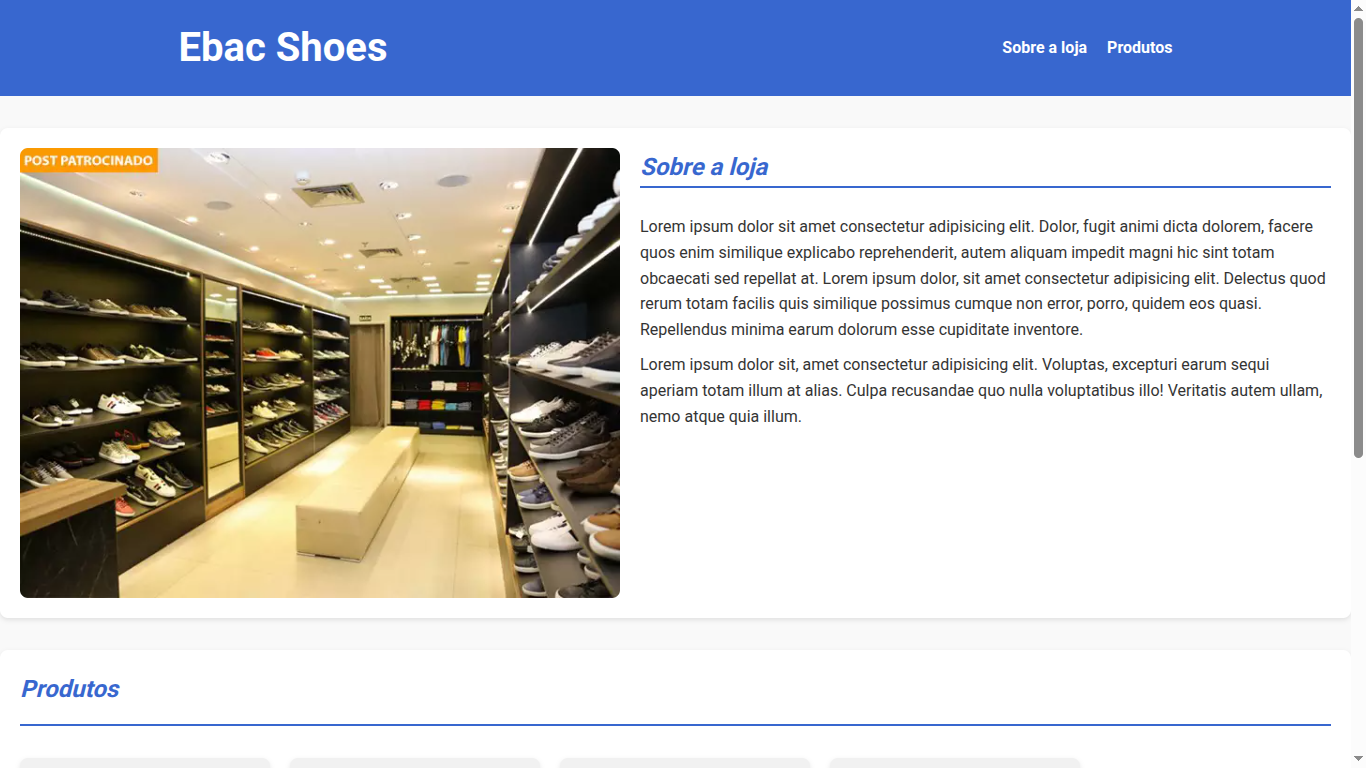 Ebac Shoes
Sobre a loja
Produtos
POST PATROCINADO
Sobre a loja
Lorem ipsum dolor sit amet consectetur adipisicing elit. Dolor, fugit animi dicta dolorem, facere
quos enim similique explicabo reprehenderit, autem aliquam impedit magni hic sint totam
obcaecati sed repellat at. Lorem ipsum dolor, sit amet consectetur adipisicing elit. Delectus quod
rerum totam facilis quis similique possimus cumque non error, porro, quidem eos quasi.
Repellendus minima earum dolorum esse cupiditate inventore.
Lorem ipsum dolor sit, amet consectetur adipisicing elit. Voluptas, excepturi earum sequi
aperiam totam illum at alias. Culpa recusandae quo nulla voluptatibus illo! Veritatis autem ullam,
nemo atque quia illum.
Produtos